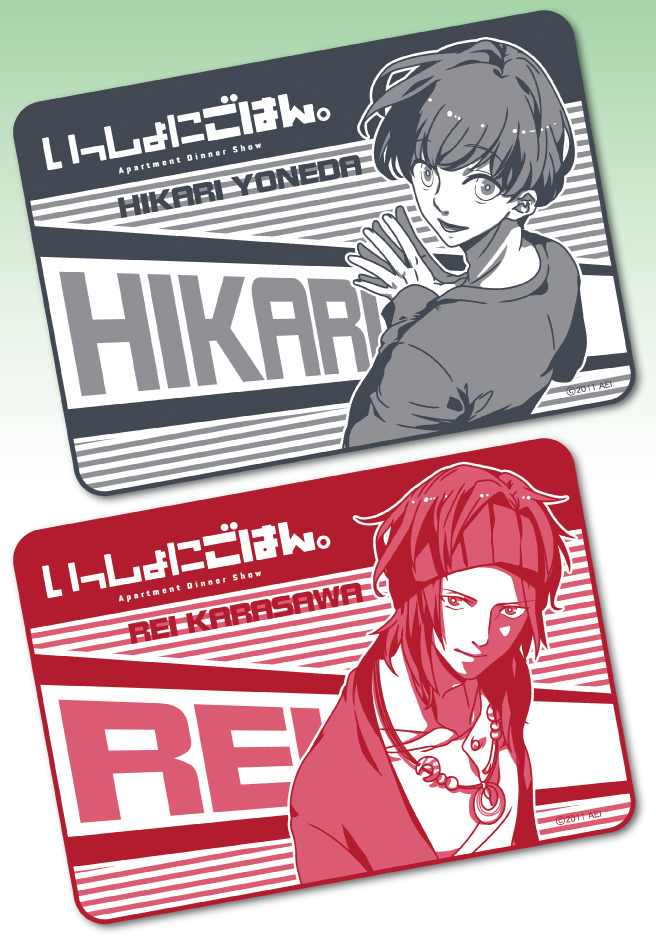 いっしょにごはん。
Apartment Dinner Show
HIKARI YONEDA
HIKARI
©2011 AEI
いっしょにごはん。
Apartment Dinner Show
REI KARASAWA
REI
©2011 AEI